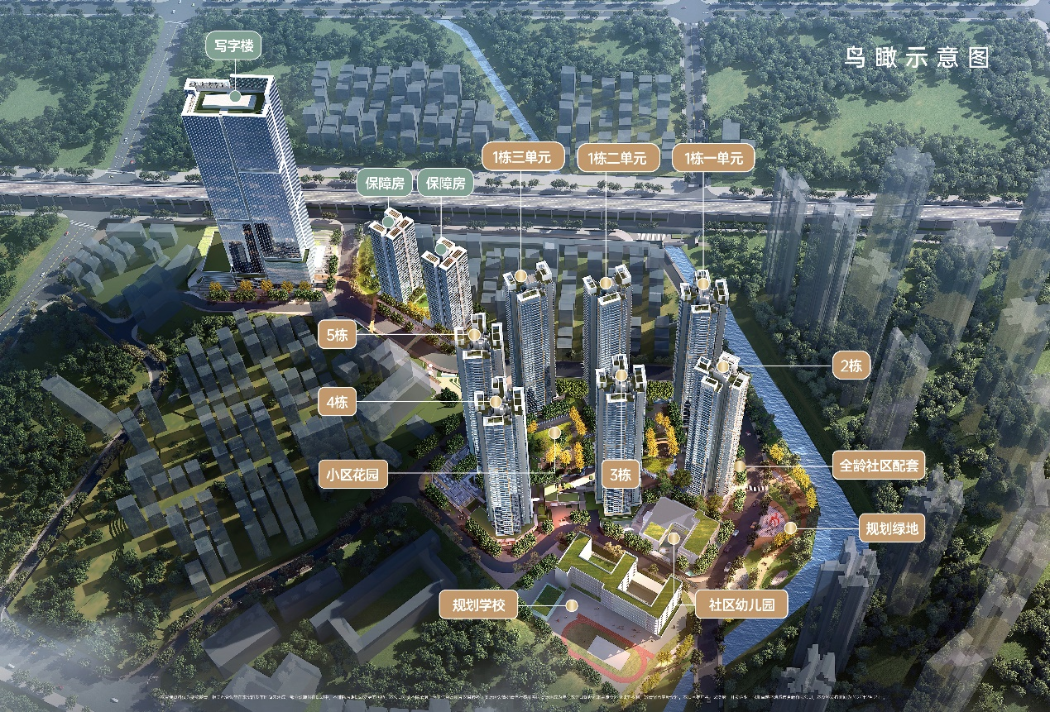 鸟瞰示意图
写字楼
1栋三单元
1栋二单元
1栋一单元
保障房
保障房
5栋
2栋
4栋
小区花园
3栋
全龄社区配套
规划绿地
规划学校
社区幼儿园